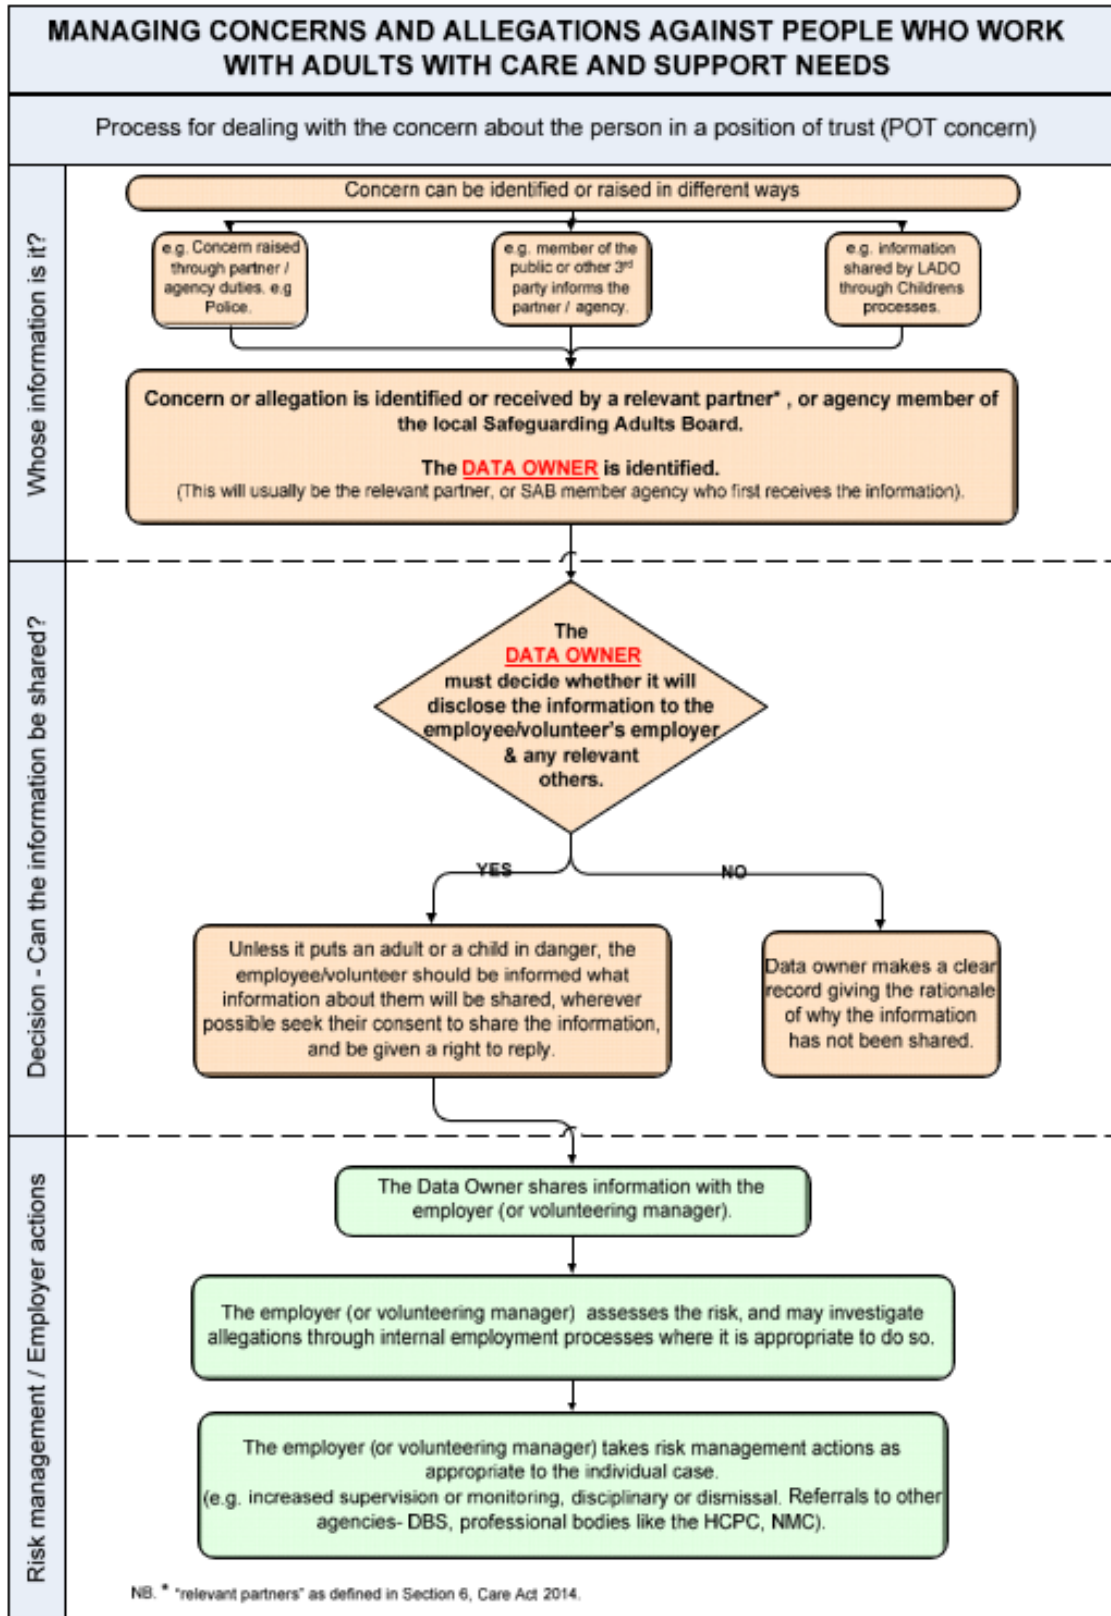 MANAGING CONCERNS AND ALLEGATIONS AGAINST PEOPLE WHO WORK
WITH ADULTS WITH CARE AND SUPPORT NEEDS
Process for dealing with the concern about the person in a position of trust (POT concern)
Whose information is it?
Concern can be identified or raised in different ways
e.g. Concern raised
through partner /
agency duties. e.g
Police.
e.g. member of the
public or other 3rd
party informs the
partner / agency.
e.g. information
shared by LADO
through Childrens
processes.
Concern or allegation is identified or received by a relevant partner* , or agency member of
the local Safeguarding Adults Board.
The DATA OWNER is identified.
(This will usually be the relevant partner, or SAB member agency who first receives the information).
Decision - Can the information be shared?
The
DATA OWNER
must decide whether it will
disclose the information to the
employee/volunteer's employer
& any relevant
others.
YES
NO
Unless it puts an adult or a child in danger, the
employee/volunteer should be informed what
information about them will be shared, wherever
possible seek their consent to share the information,
and be given a right to reply.
Data owner makes a clear
record giving the rationale
of why the information
has not been shared.
Risk management / Employer actions
The Data Owner shares information with the
employer (or volunteering manager).
The employer (or volunteering manager) assesses the risk, and may investigate
allegations through internal employment processes where it is appropriate to do so.
The employer (or volunteering manager) takes risk management actions as
appropriate to the individual case.
(e.g. increased supervision or monitoring, disciplinary or dismissal. Referrals to other
agencies- DBS, professional bodies like the HCPC, NMC).
NB. * "relevant partners" as defined in Section 6, Care Act 2014.